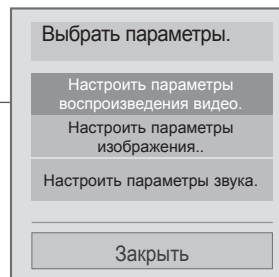 Выбрать параметры.
Настроить параметры
воспроизведения видео.
Настроить параметры
изображения..
Настроить параметры звука.
Закрыть